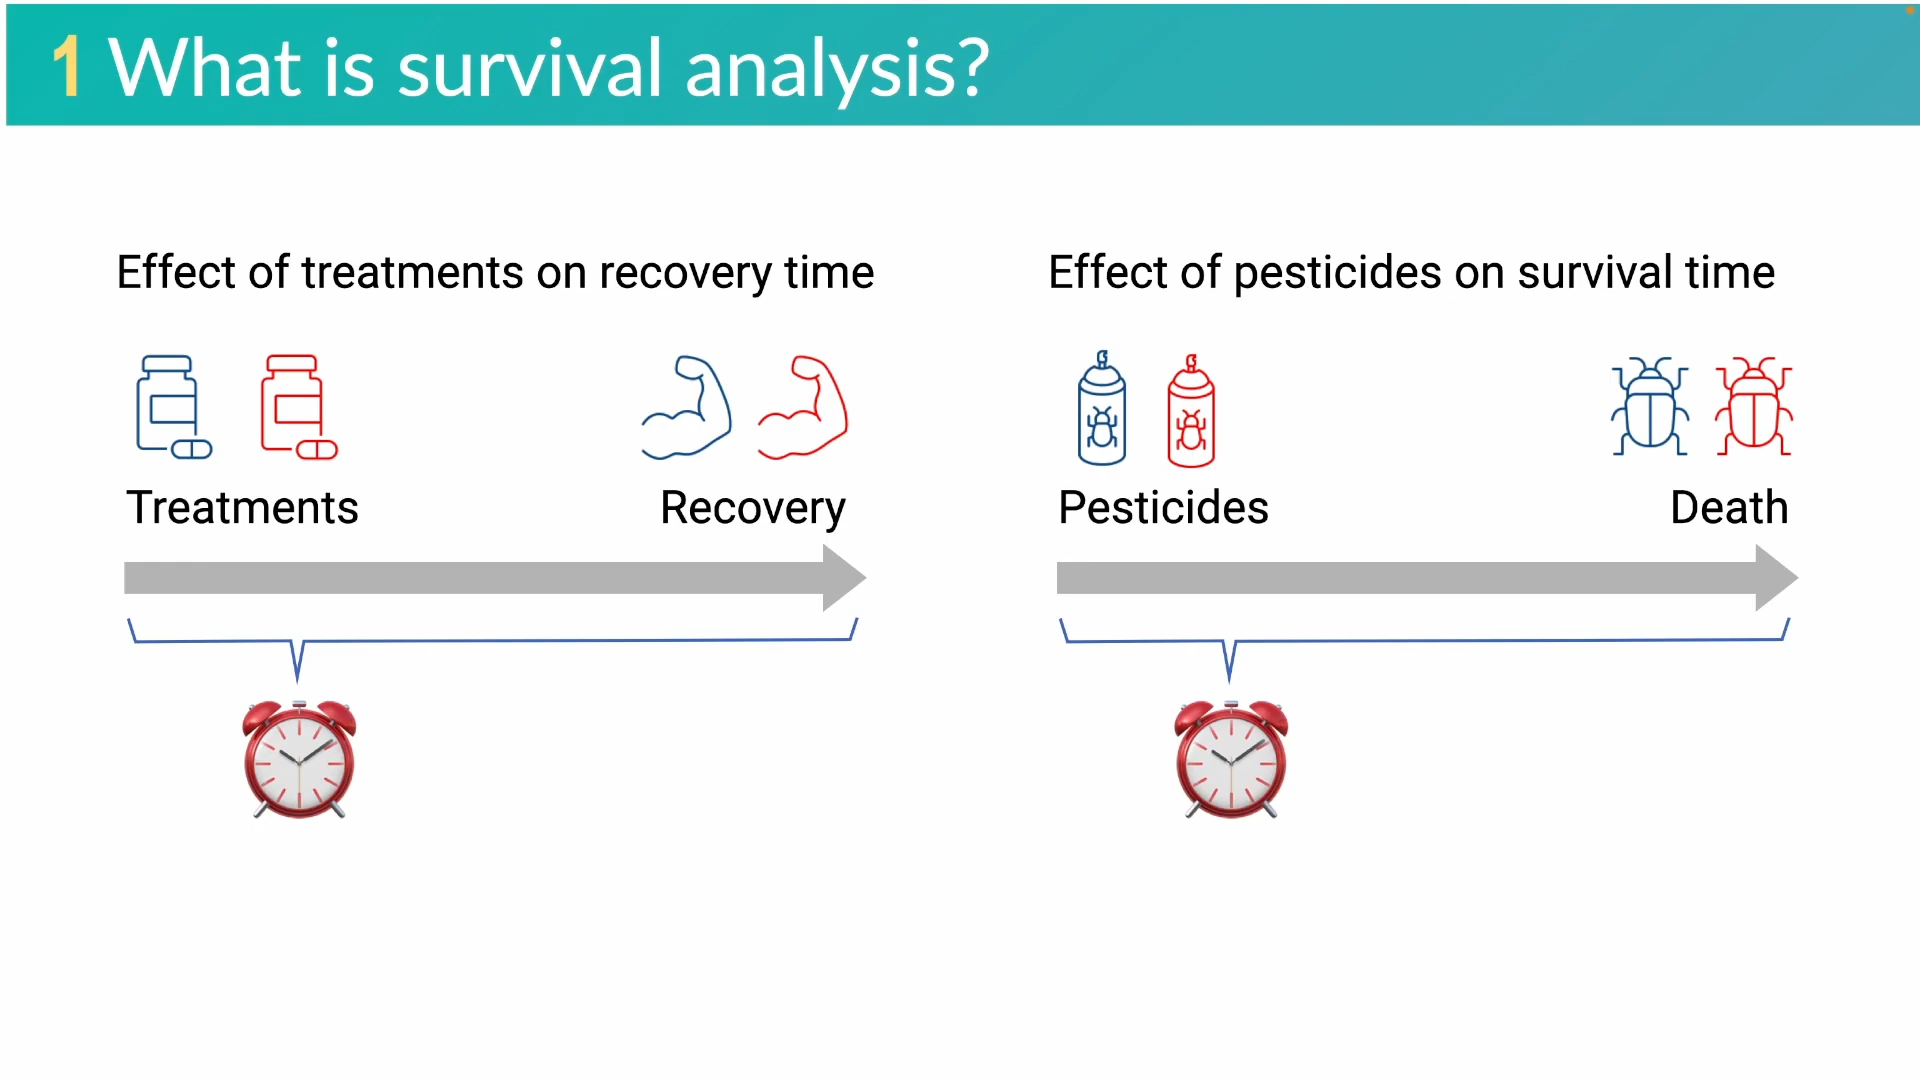 1 What is survival analysis?
Effect of treatments on recovery time
Treatments
Recovery
Effect of pesticides on survival time
Pesticides
Death